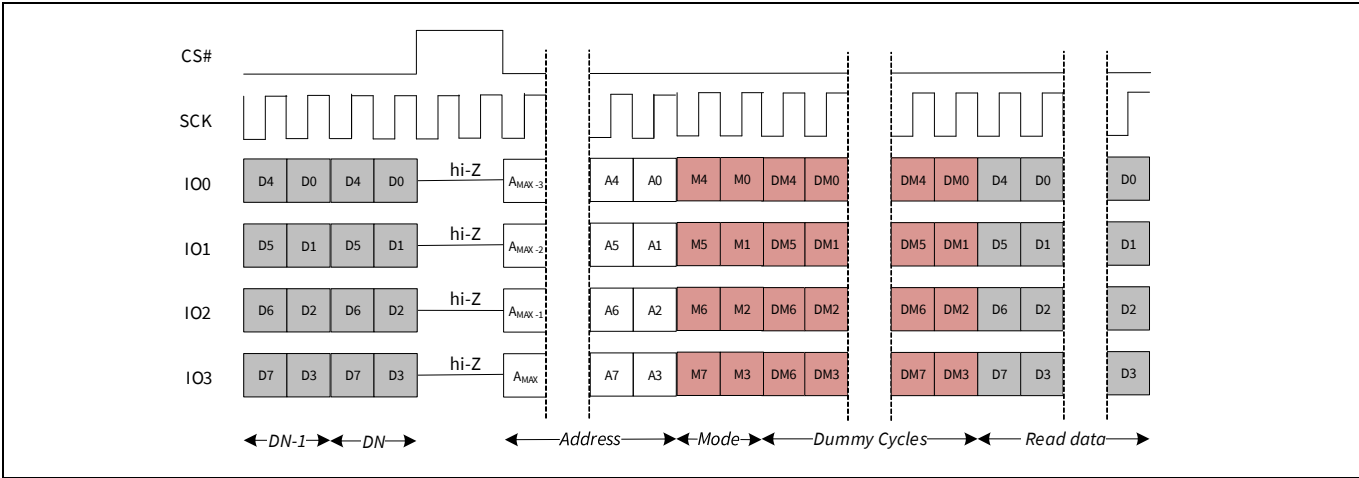 CS#
SCK
IO0 D4 D0 D4 D0 hi-Z AMAX-3 A4 A0 M4 M0 DM4 DM0 DM4 DM0 D4 D0 D0
IO1 D5 D1 D5 D1 hi-Z AMAX-2 A5 A1 M5 M1 DM5 DM1 DM5 DM1 D5 D1 D1
IO2 D6 D2 D6 D2 hi-Z AMAX-1 A6 A2 M6 M2 DM6 DM2 DM6 DM2 D6 D2 D2
IO3 D7 D3 D7 D3 hi-Z AMAX A7 A3 M7 M3 DM6 DM3 DM7 DM3 D7 D3 D3
DN-1 DN Address Mode Dummy Cycles Read data